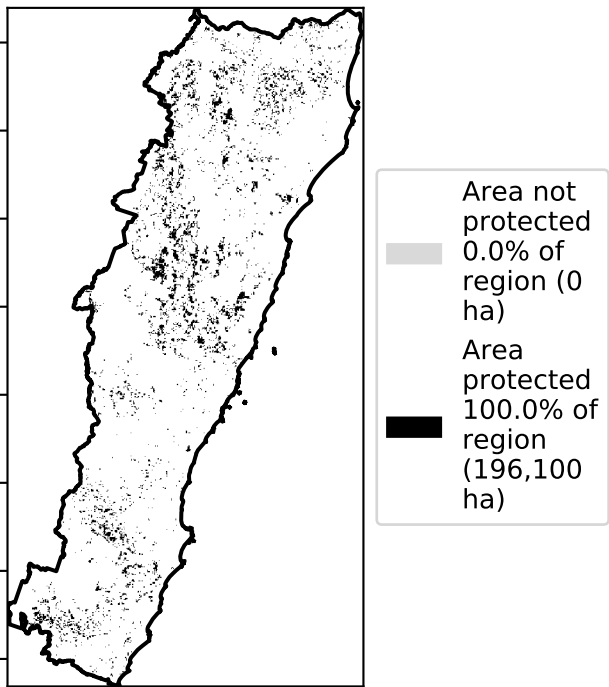 Area not
protected
0.0% of
region (0
ha)
Area
protected
100.0% of
region
(196,100
ha)